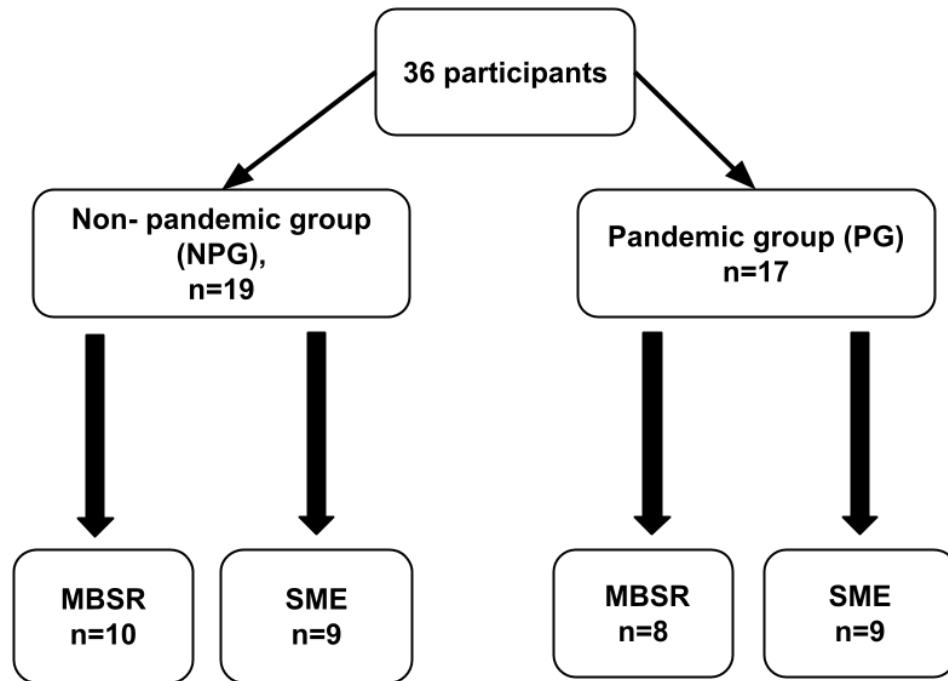 36 participants
Non- pandemic group
(NPG),
n=19
Pandemic group (PG)
n=17
MBSR
n=10
SME
n=9
MBSR
n=8
SME
n=9